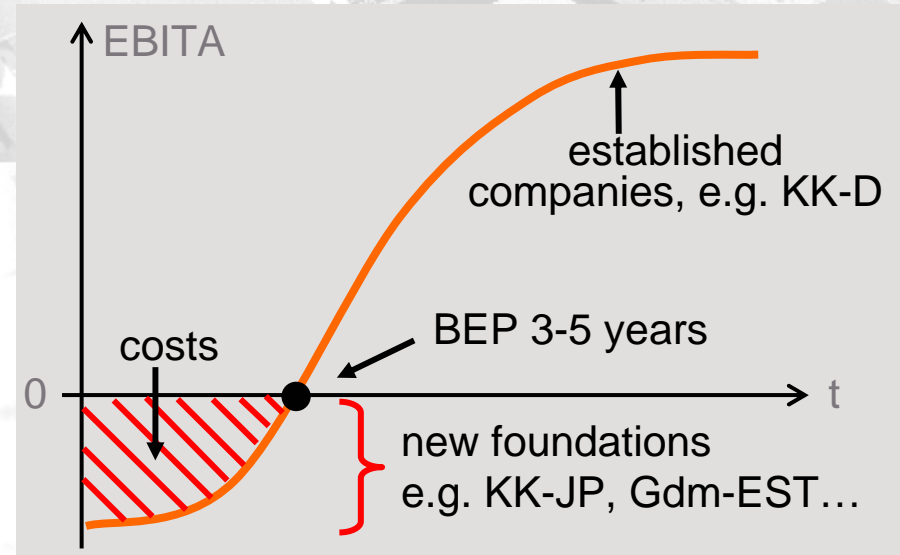 EBITA
established
companies, e.g. KK-D
BEP 3-5 years
costs
0
t
new foundations
e.g. KK-JP, Gdm-EST…